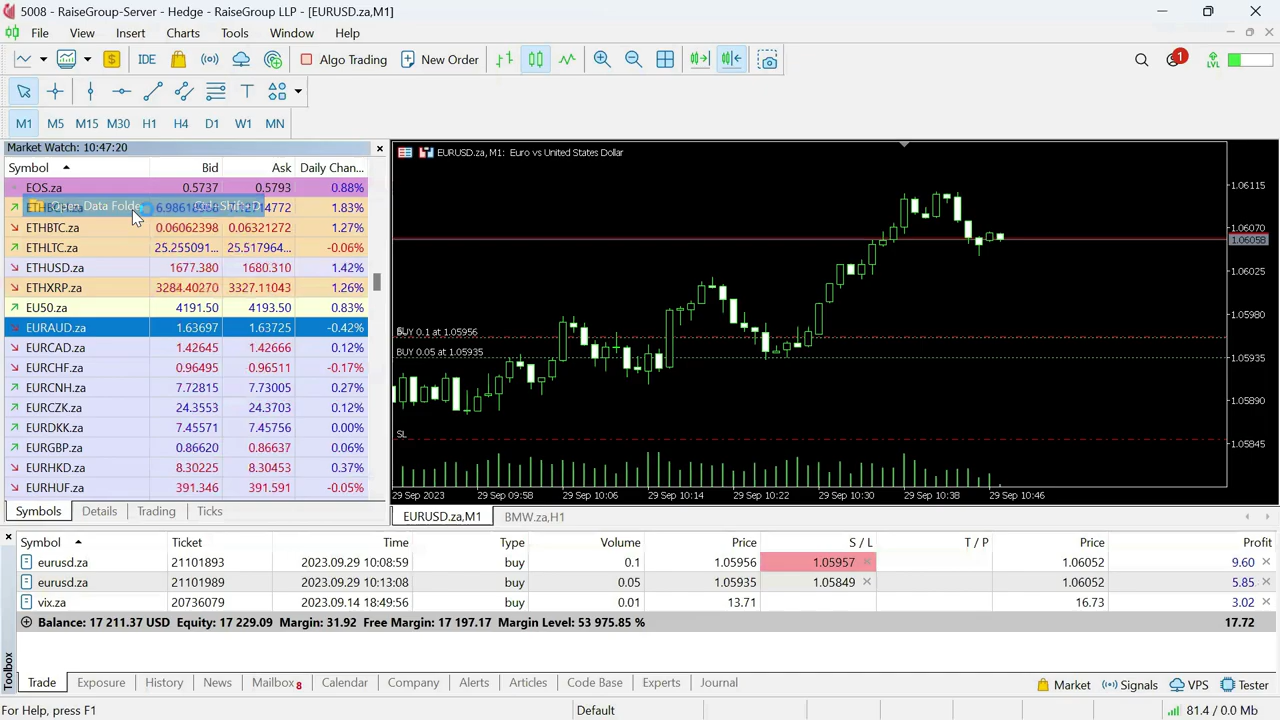 5008 - RaiseGroup-Server - Hedge - RaiseGroup LLP - [EURUSD.za,M1]
File View Insert Charts Tools Window Help
IDE Algo Trading New Order 1 LVL
T
M1 M5 M15 M30 H1 H4 D1 W1 MN
Market Watch: 10:47:20
Symbol Bid Ask Daily Chan...
EOS.za 0.5737 0.5793 0.88%
Open Data Folder 1.83%
ETHBTC.za 0.06062398 0.06321272 1.27%
ETHLTC.za 25.255091... 25.517964... -0.06%
ETHUSD.za 1677.380 1680.310 1.42%
ETHXRP.za 3284.40270 3327.11043 1.26%
EU50.za 4191.50 4193.50 0.83%
EURAUD.za 1.63697 1.63725 -0.42%
EURCAD.za 1.42645 1.42666 0.12%
EURCHF.za 0.96495 0.96511 -0.17%
EURCNH.za 7.72815 7.73005 0.27%
EURCZK.za 24.3553 24.3703 0.12%
EURDKK.za 7.45571 7.45756 0.00%
EURGBP.za 0.86620 0.86637 0.06%
EURHKD.za 8.30225 8.30453 0.37%
EURHUF.za 391.346 391.591 -0.05%
Symbols Details Trading Ticks
EURUSD.za, M1: Euro vs United States Dollar
1.06115
1.06070
1.06058
1.06025
1.05980
BUY 0.1 at 1.05956
BUY 0.05 at 1.05935
1.05935
1.05890
SL
1.05845
29 Sep 2023 29 Sep 09:58 29 Sep 10:06 29 Sep 10:14 29 Sep 10:22 29 Sep 10:30 29 Sep 10:38 29 Sep 10:46
EURUSD.za,M1 BMW.za,H1
Symbol Ticket Time Type Volume Price S / L T / P Price Profit
eurusd.za 21101893 2023.09.29 10:08:59 buy 0.1 1.05956 1.05957 1.06052 9.60
eurusd.za 21101989 2023.09.29 10:13:08 buy 0.05 1.05935 1.05849 1.06052 5.85
vix.za 20736079 2023.09.14 18:49:56 buy 0.01 13.71 16.73 3.02
Balance: 17 211.37 USD Equity: 17 229.09 Margin: 31.92 Free Margin: 17 197.17 Margin Level: 53 975.85 % 17.72
Toolbox
Trade Exposure History News Mailbox 8 Calendar Company Alerts Articles Code Base Experts Journal Market Signals VPS Tester
For Help, press F1 Default 81.4 / 0.0 Mb